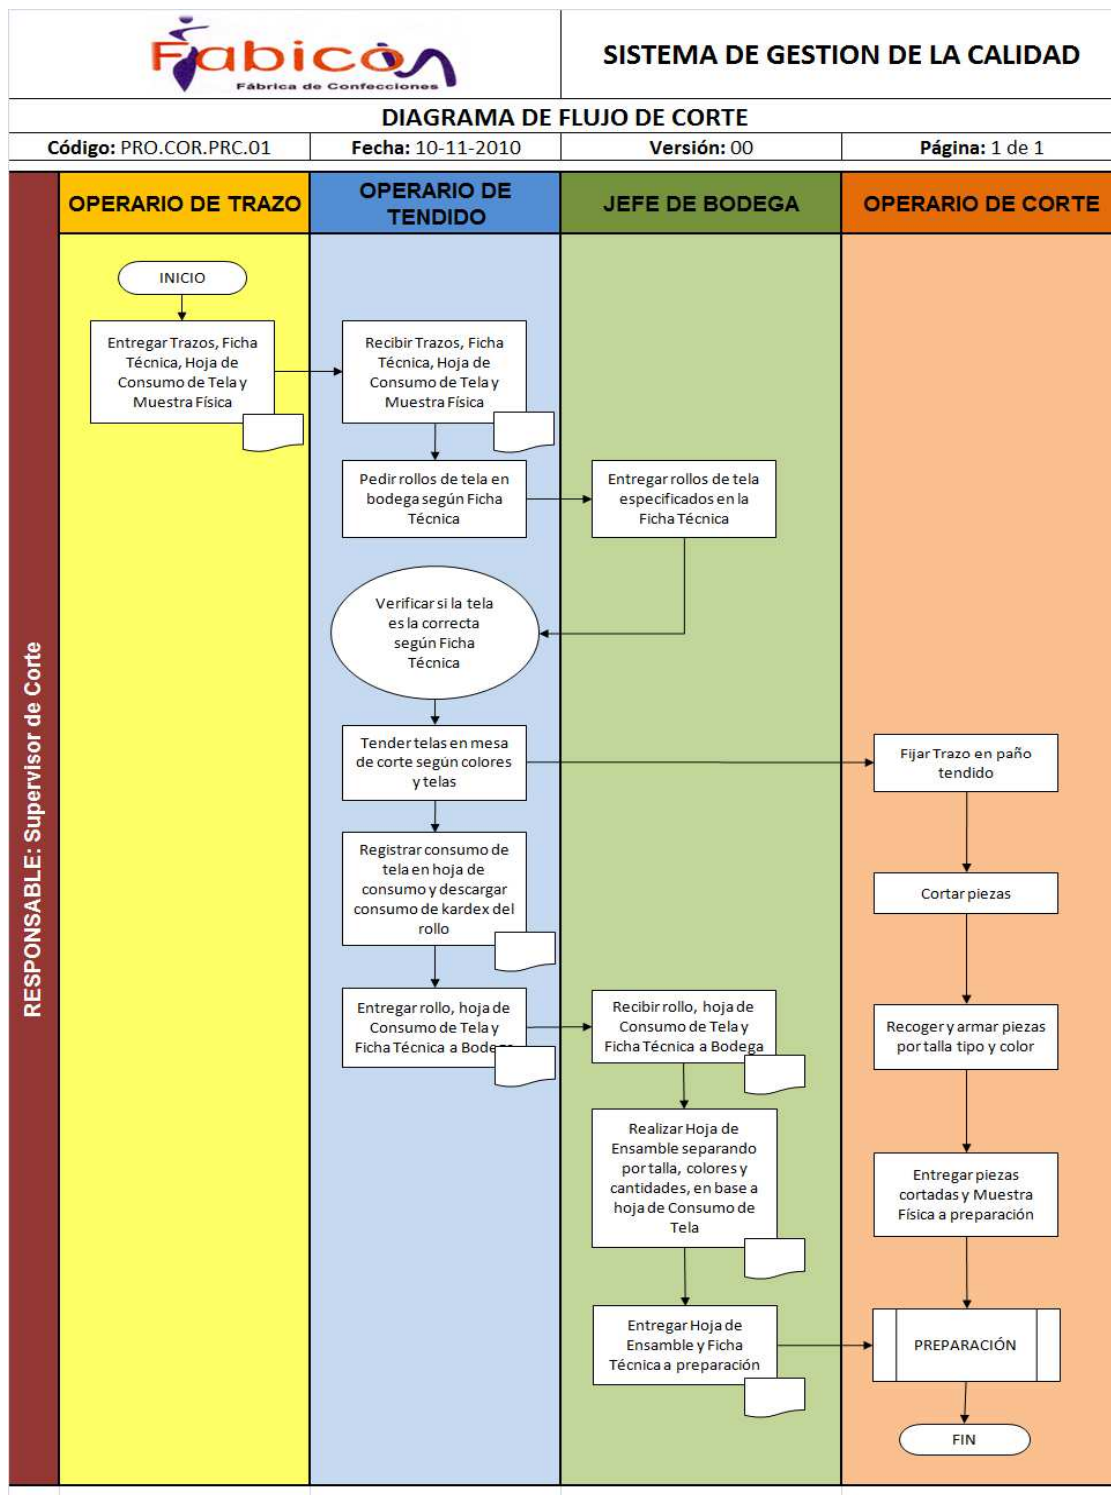 Fabicón
Fábrica de Confecciones
SISTEMA DE GESTION DE LA CALIDAD
DIAGRAMA DE FLUJO DE CORTE
Código: PRO.COR.PRC.01
Fecha: 10-11-2010
Versión: 00
Página: 1 de 1
RESPONSABLE: Supervisor de Corte
OPERARIO DE TRAZO
OPERARIO DE
TENDIDO
JEFE DE BODEGA
OPERARIO DE CORTE
INICIO
Entregar Trazos, Ficha
Técnica, Hoja de
Consumo de Tela y
Muestra Física
Recibir Trazos, Ficha
Técnica, Hoja de
Consumo de Tela y
Muestra Física
Pedir rollos de tela en
bodega según Ficha
Técnica
Entregar rollos de tela
especificados en la
Ficha Técnica
Verificar si la tela
es la correcta
según Ficha
Técnica
Tender telas en mesa
de corte según colores
y telas
Fijar Trazo en paño
tendido
Registrar consumo de
tela en hoja de
consumo y descargar
consumo de kardex del
rollo
Cortar piezas
Entregar rollo, hoja de
Consumo de Tela y
Ficha Técnica a Bodega
Recibir rollo, hoja de
Consumo de Tela y
Ficha Técnica a Bodega
Recoger y armar piezas
por talla tipo y color
Realizar Hoja de
Ensamble separando
por talla, colores y
cantidades, en base a
hoja de Consumo de
Tela
Entregar piezas
cortadas y Muestra
Física a preparación
Entregar Hoja de
Ensamble y Ficha
Técnica a preparación
PREPARACIÓN
FIN